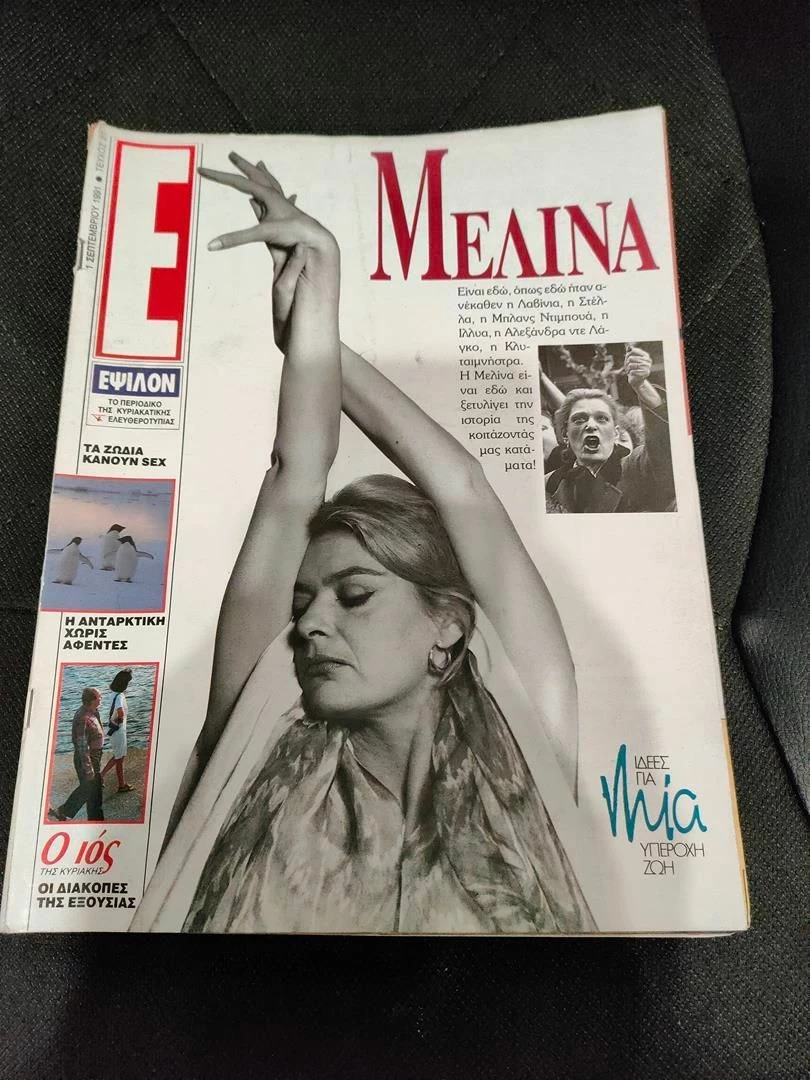 1 ΣΕΠΤΕΜΒΡΙΟΥ 1991 • ΤΕΥΧΟΣ
Ε
ΕΨΙΛΟΝ
ΤΟ ΠΕΡΙΟΔΙΚΟ
ΤΗΣ ΚΥΡΙΑΚΑΤΙΚΗΣ
ΕΛΕΥΘΕΡΟΤΥΠΙΑΣ
ΤΑ ΖΩΔΙΑ
ΚΑΝΟΥΝ SEX
Η ΑΝΤΑΡΚΤΙΚΗ
ΧΩΡΙΣ
ΑΦΕΝΤΕΣ
Ο ιός
ΤΗΣ ΚΥΡΙΑΚΗΣ
ΟΙ ΔΙΑΚΟΠΕΣ
ΤΗΣ ΕΞΟΥΣΙΑΣ
ΜΕΛΙΝΑ
Είναι εδώ, όπως εδώ ήταν α-
νέκαθεν η Λαβίνια, η Στέλ-
λα, η Μπλανς Ντιμπουά, η
Ιλλυα, η Αλεξάνδρα ντε Λά-
γκο, η Κλυ-
ταιμνήστρα.
Η Μελίνα εί-
ναι εδώ και
ξετυλίγει την
ιστορία της
κοιτάζοντάς
μας κατά-
ματα!
ΙΔΕΕΣ
ΓΙΑ
Μία
ΥΠΕΡΟΧΗ
ΖΩΗ